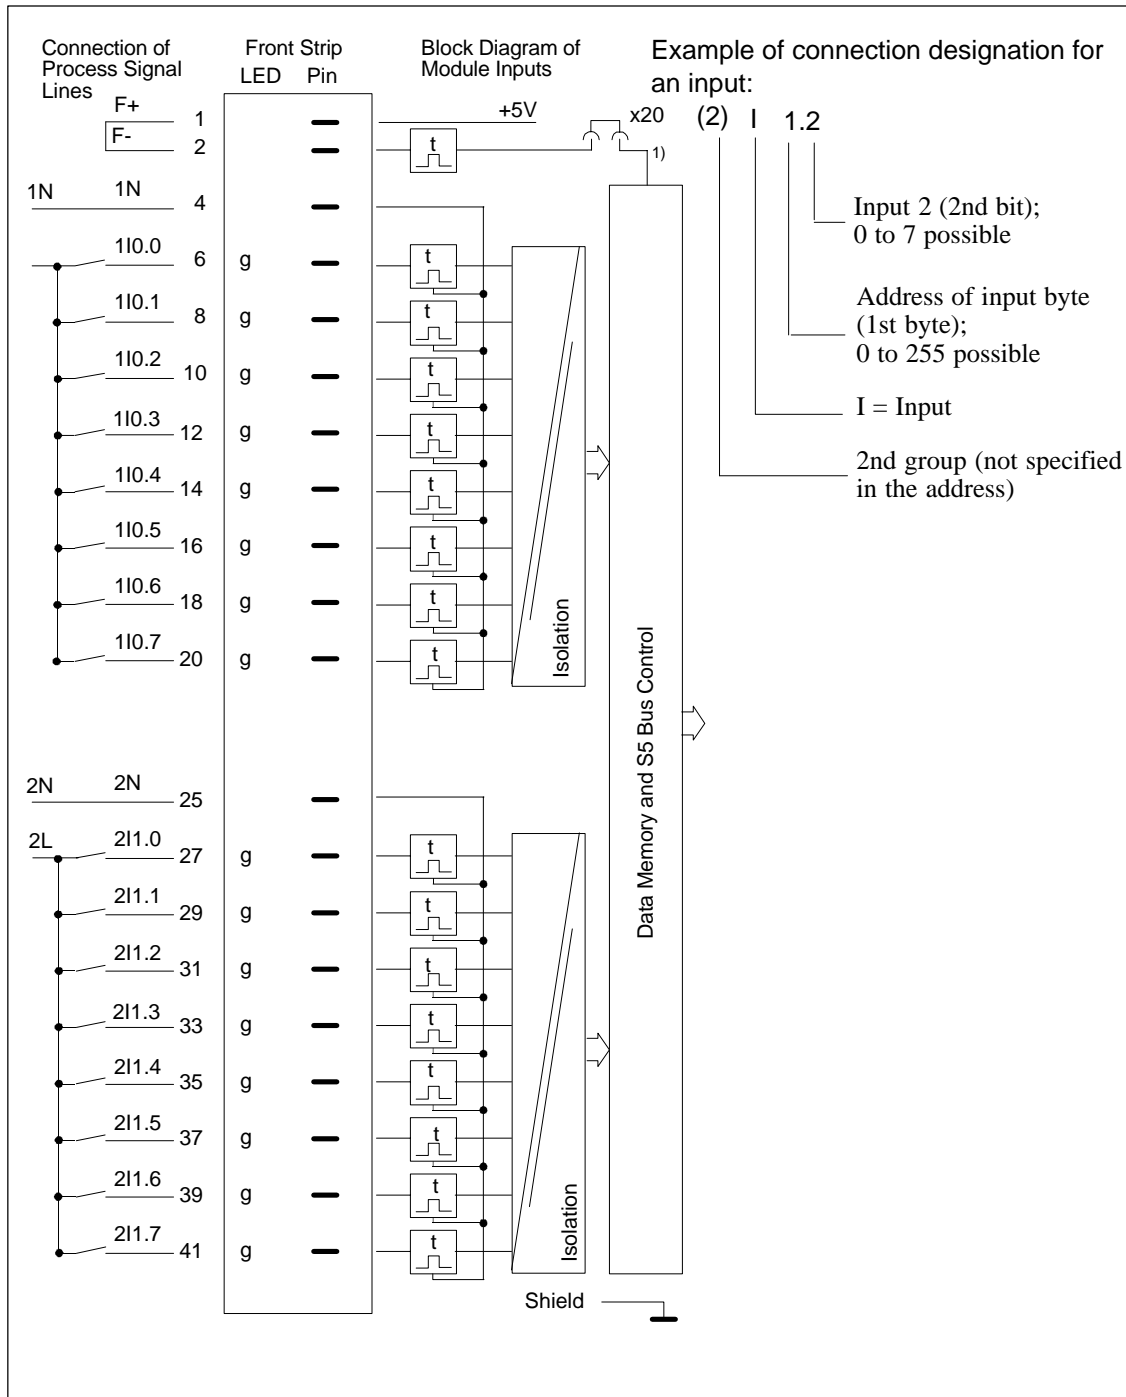 Connection of
Process Signal
Lines
Front Strip
LED Pin
Block Diagram of
Module Inputs
Example of connection designation for
an input:
F+ 1 +5V x20 (2) I 1.2
F- 2 t 1)
1N 1N 4
Input 2 (2nd bit);
0 to 7 possible
1I0.0 6 g t
1I0.1 8 g t
Address of input byte
(1st byte);
0 to 255 possible
1I0.2 10 g t
I = Input
1I0.3 12 g t
2nd group (not specified
in the address)
1I0.4 14 g t
1I0.5 16 g t
1I0.6 18 g t
1I0.7 20 g t
Isolation
Data Memory and S5 Bus Control
2N 2N 25
2L 2I1.0 27 g t
2I1.1 29 g t
2I1.2 31 g t
2I1.3 33 g t
2I1.4 35 g t
2I1.5 37 g t
2I1.6 39 g t
2I1.7 41 g t
Isolation
Shield